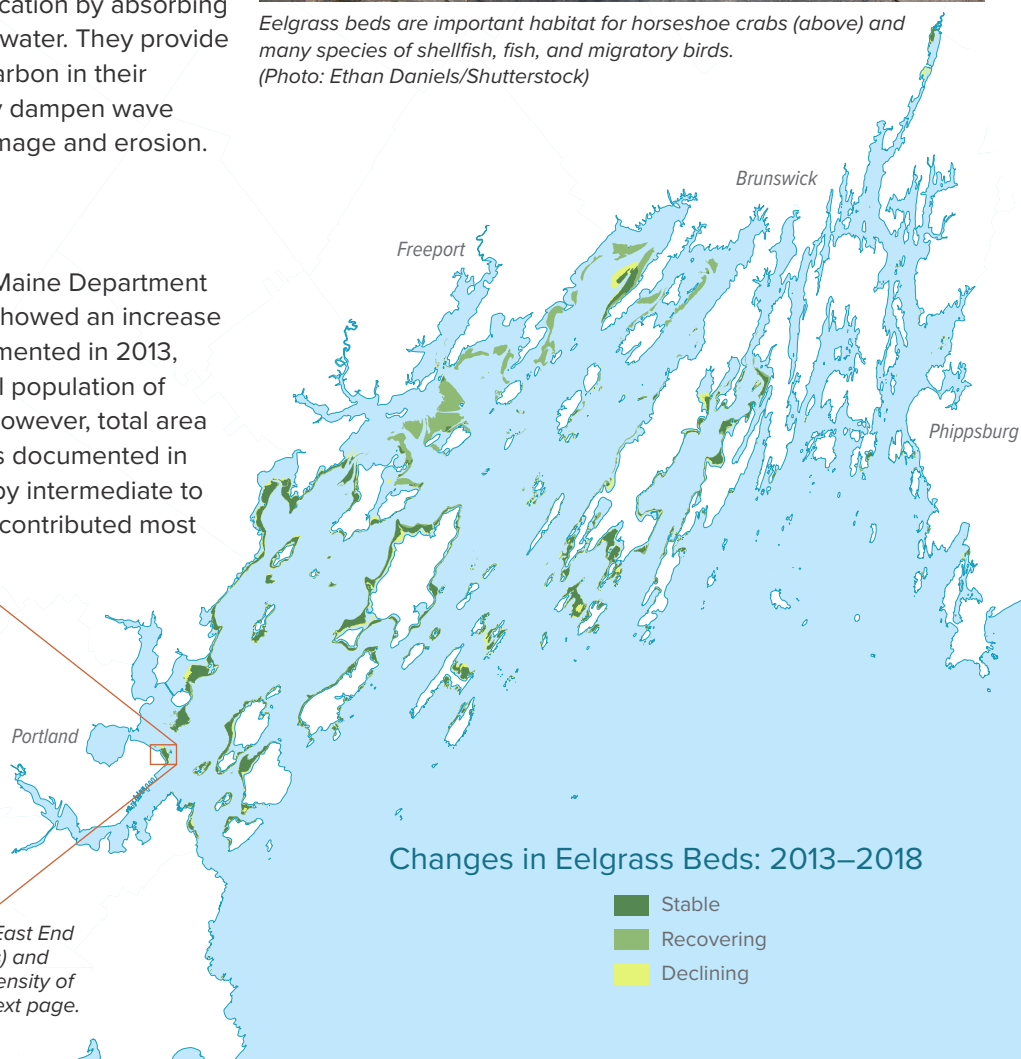 cation by absorbing
water. They provide
arbon in their
dampen wave
mage and erosion.
Eelgrass beds are important habitat for horseshoe crabs (above) and
many species of shellfish, fish, and migratory birds.
(Photo: Ethan Daniels/Shutterstock)
Maine Department
howed an increase
mented in 2013,
l population of
owever, total area
s documented in
by intermediate to
contributed most
Brunswick
Freeport
Phippsburg
Portland
Changes in Eelgrass Beds: 2013–2018
Stable
Recovering
Declining
East End
) and
ensity of
ext page.